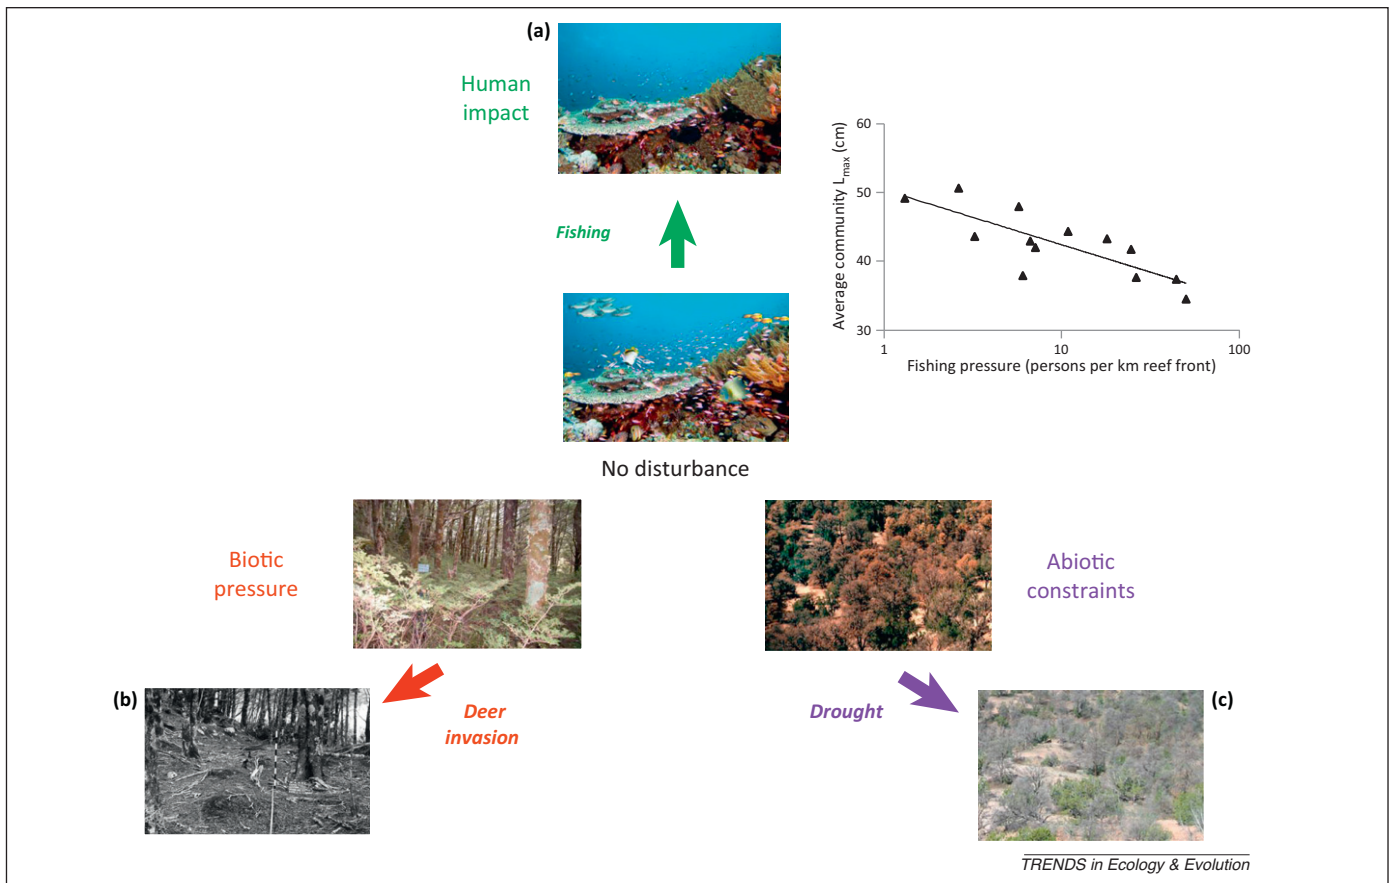 (a)
Human
impact
Fishing
60
50
40
30
Average community Lmax (cm)
1
10
100
Fishing pressure (persons per km reef front)
No disturbance
Biotic
pressure
Abiotic
constraints
(b)
Deer
invasion
Drought
(c)
TRENDS in Ecology & Evolution